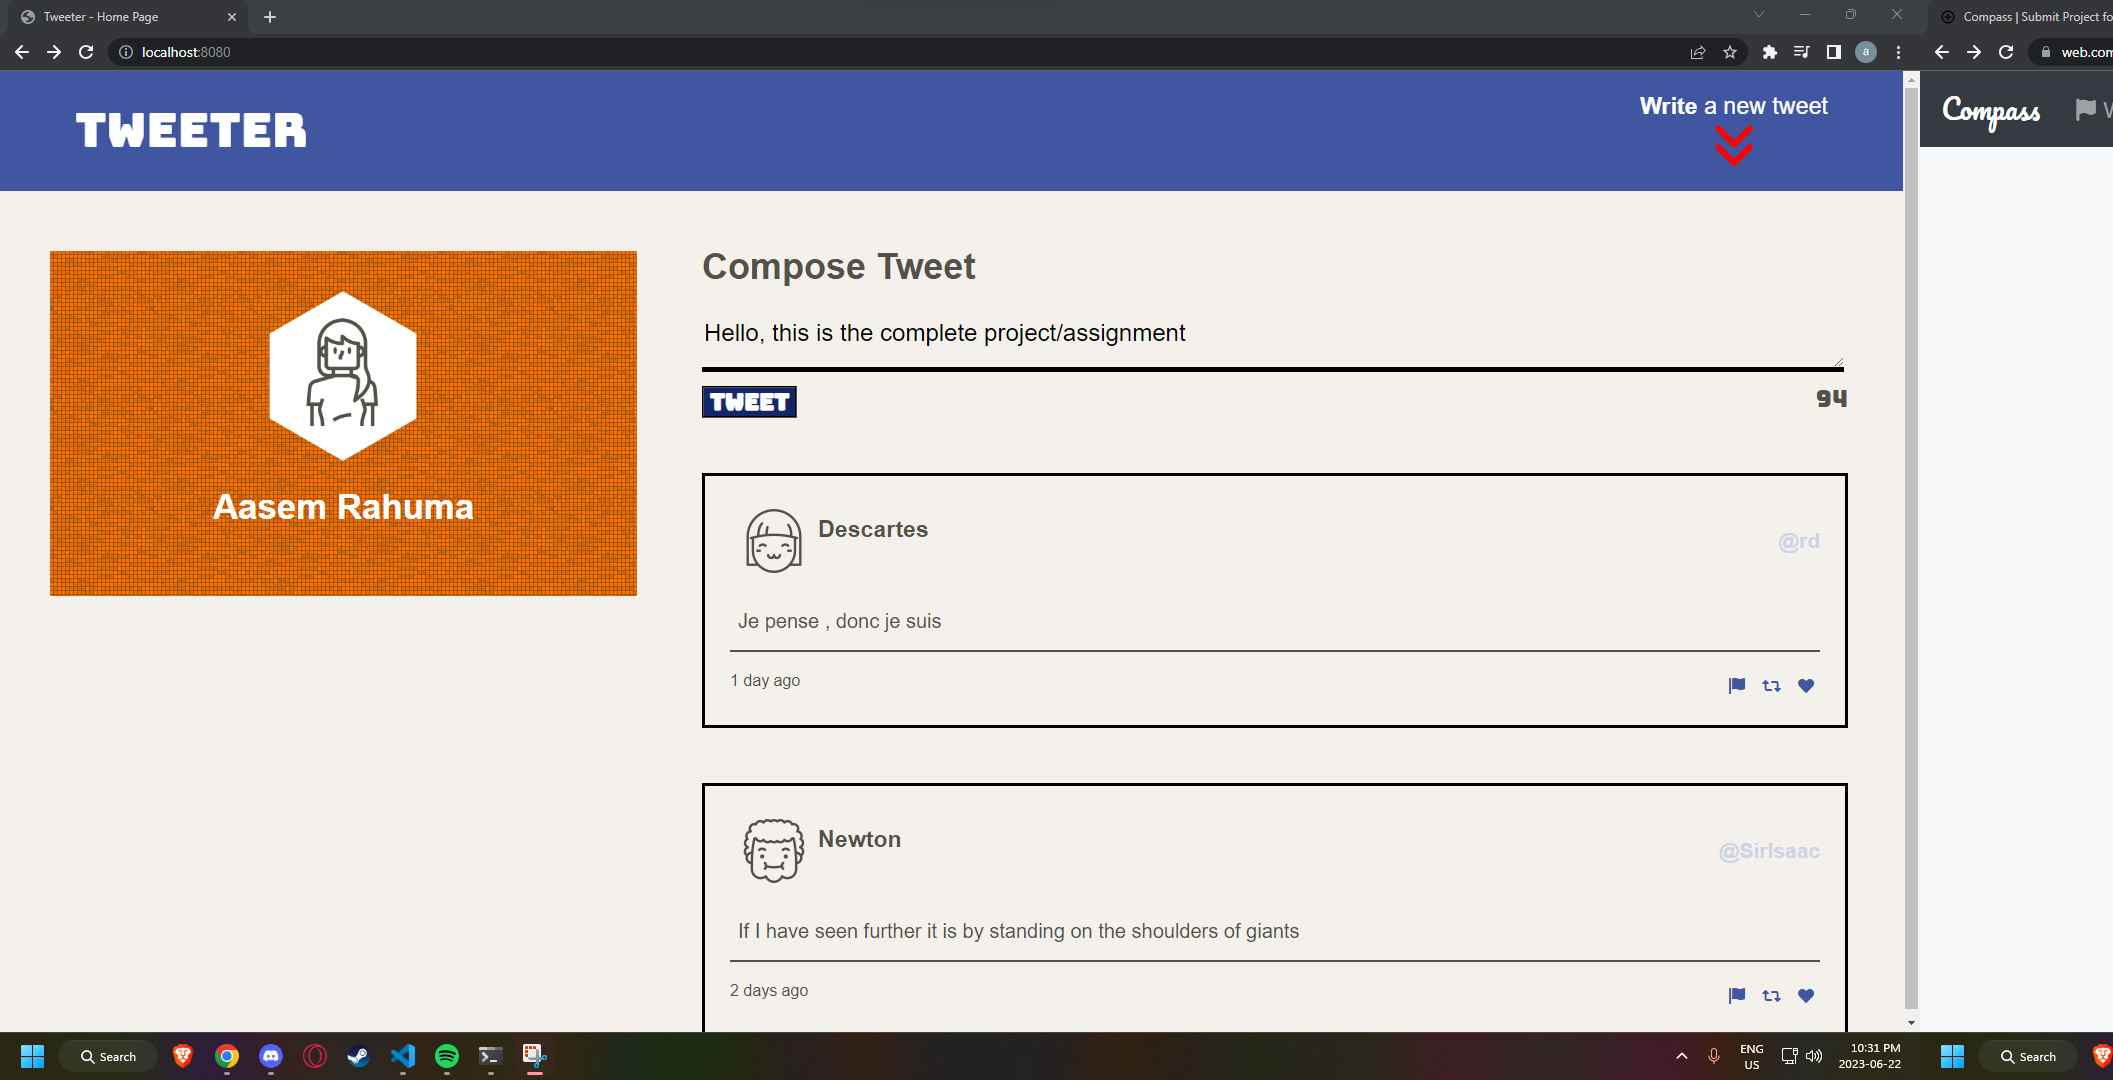 Tweeter - Home Page
Compass | Submit Project fo
localhost:8080
a
web.com
TWEETER
Write a new tweet
Compass
Compose Tweet
Hello, this is the complete project/assignment
TWEET
94
Aasem Rahuma
Descartes
@rd
Je pense , donc je suis
1 day ago
Newton
@SirIsaac
If I have seen further it is by standing on the shoulders of giants
2 days ago
Search
ENG
US
10:31 PM
2023-06-22
Search